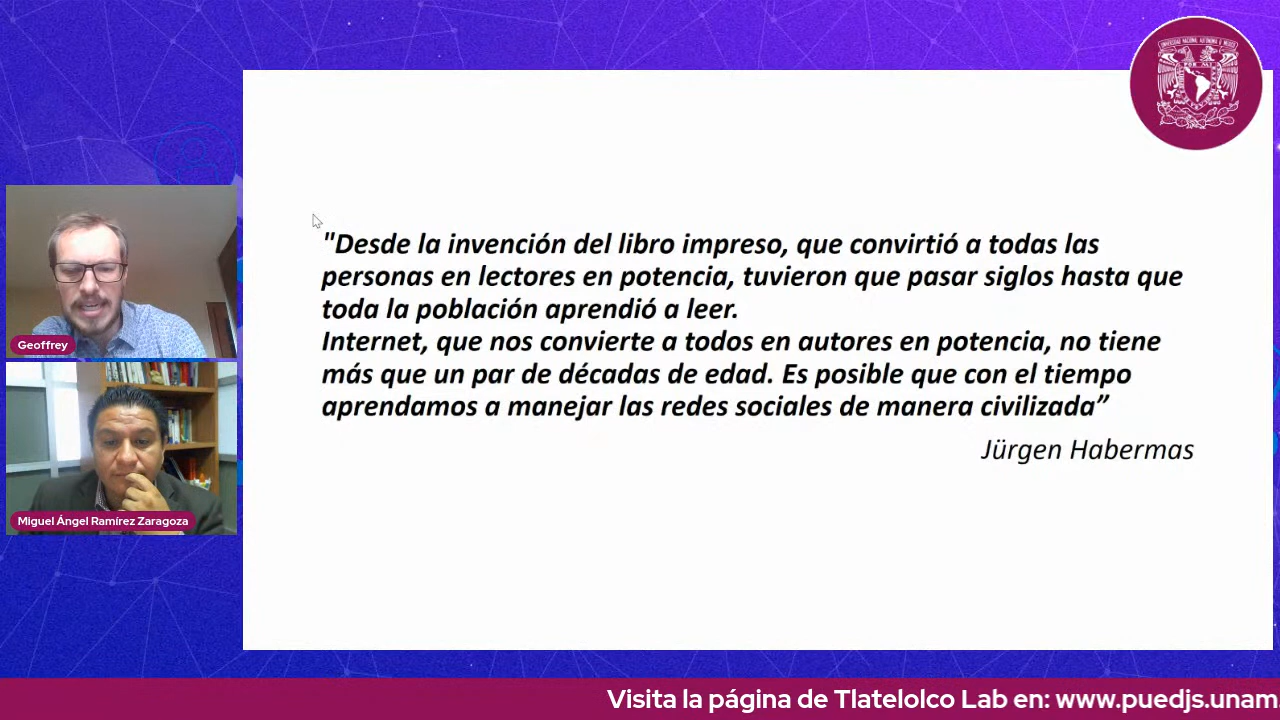 "Desde la invención del libro impreso, que convirtió a todas las
personas en lectores en potencia, tuvieron que pasar siglos hasta que
toda la población aprendió a leer.
Internet, que nos convierte a todos en autores en potencia, no tiene
más que un par de décadas de edad. Es posible que con el tiempo
aprendamos a manejar las redes sociales de manera civilizada”
Jürgen Habermas
Geoffrey
Miguel Ángel Ramírez Zaragoza
Visita la página de Tlatelolco Lab en: www.puedjs.unam.